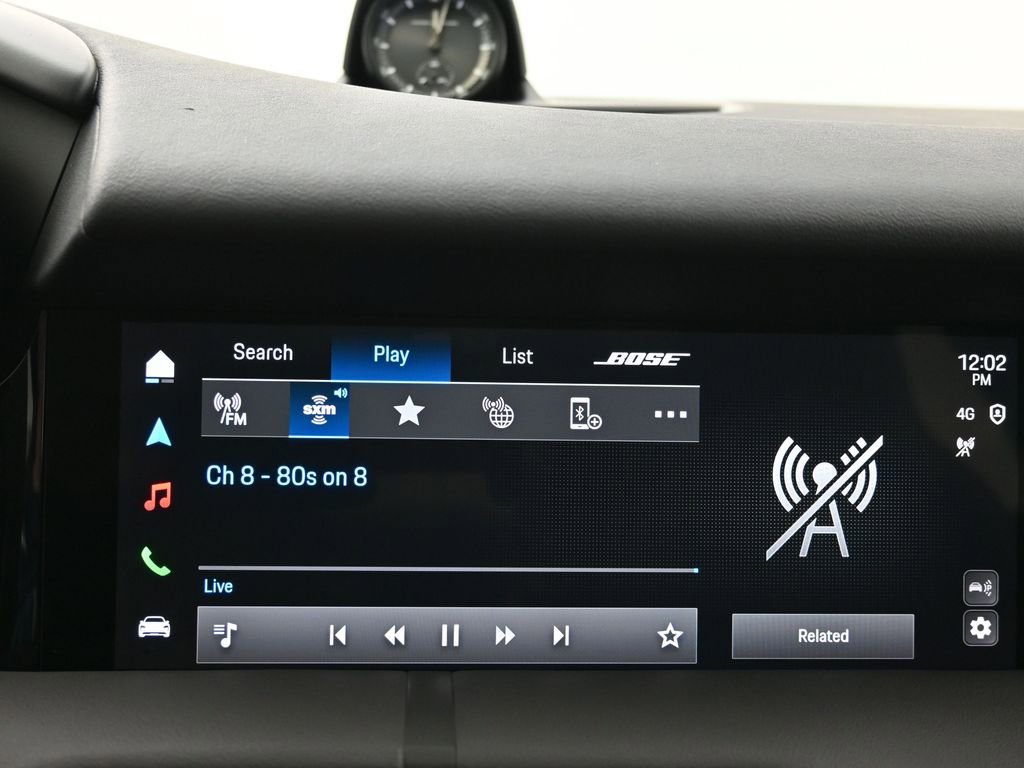 Search
Play
List
BOSE
12:02
PM
FM
sxm
4G
Ch 8 - 80s on 8
Live
Related